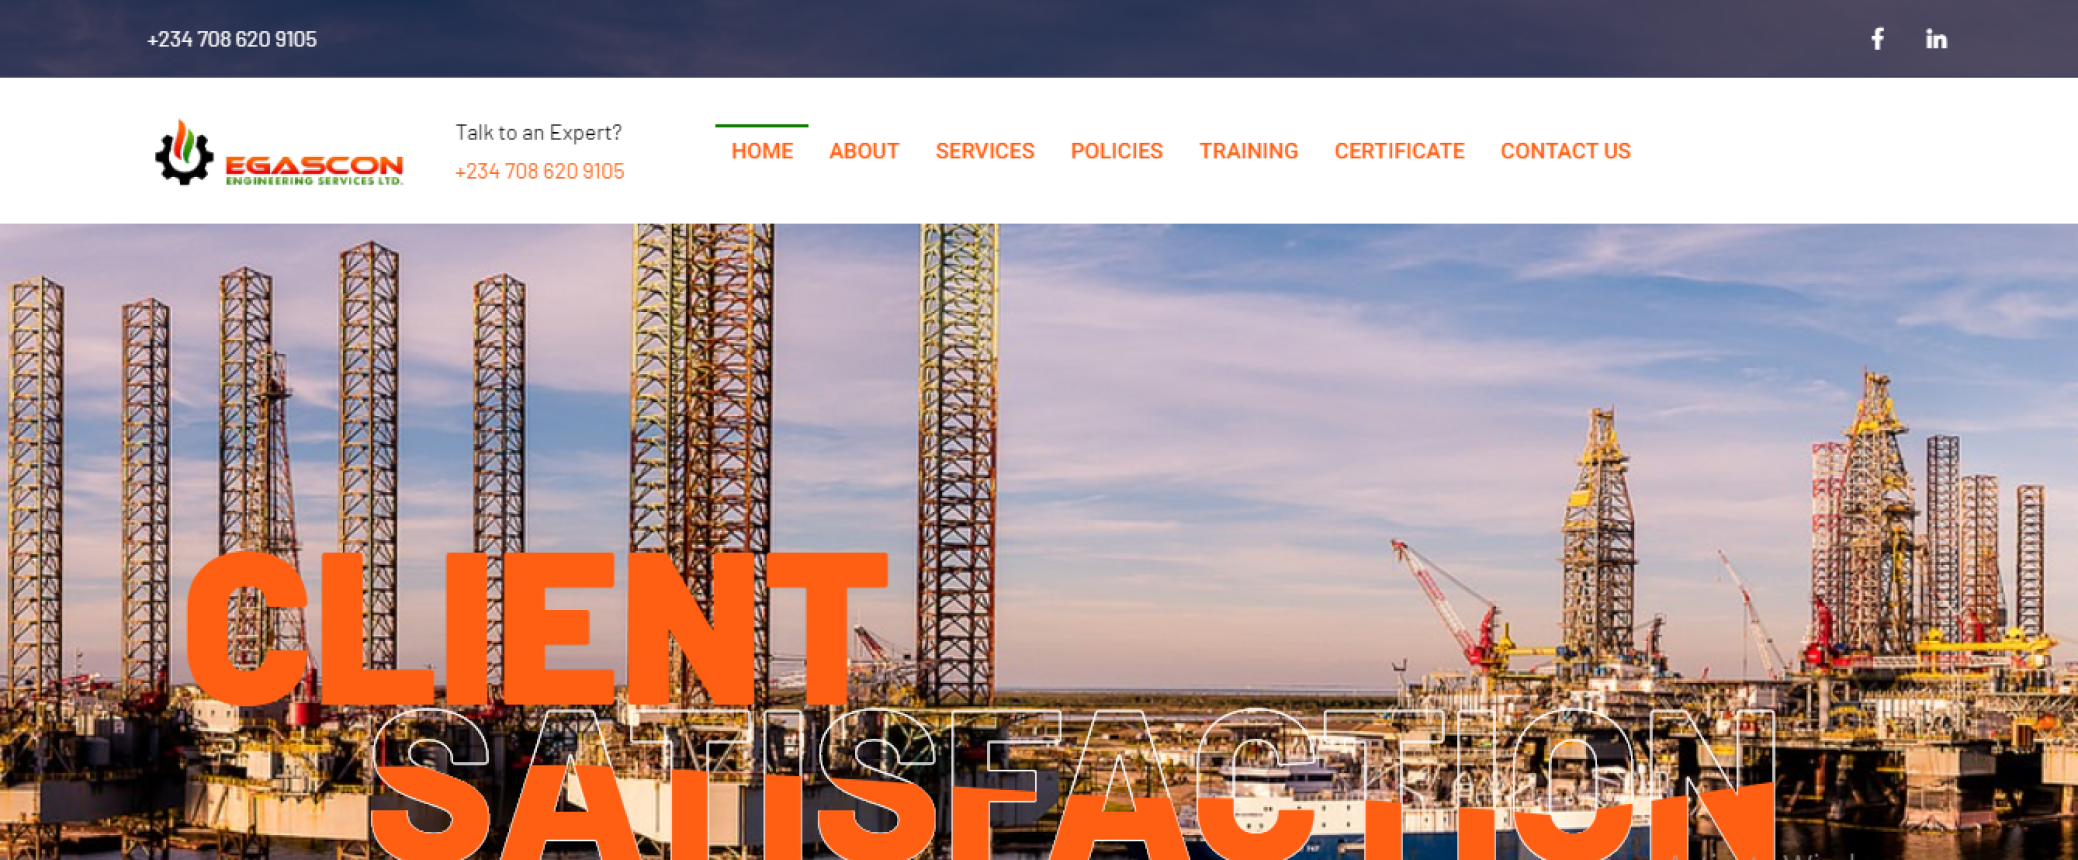 +234 708 620 9105
EGASCON
ENGINEERING SERVICES LTD.
Talk to an Expert?
+234 708 620 9105
HOME ABOUT SERVICES POLICIES TRAINING CERTIFICATE CONTACT US
CLIENT
SATISFACTION